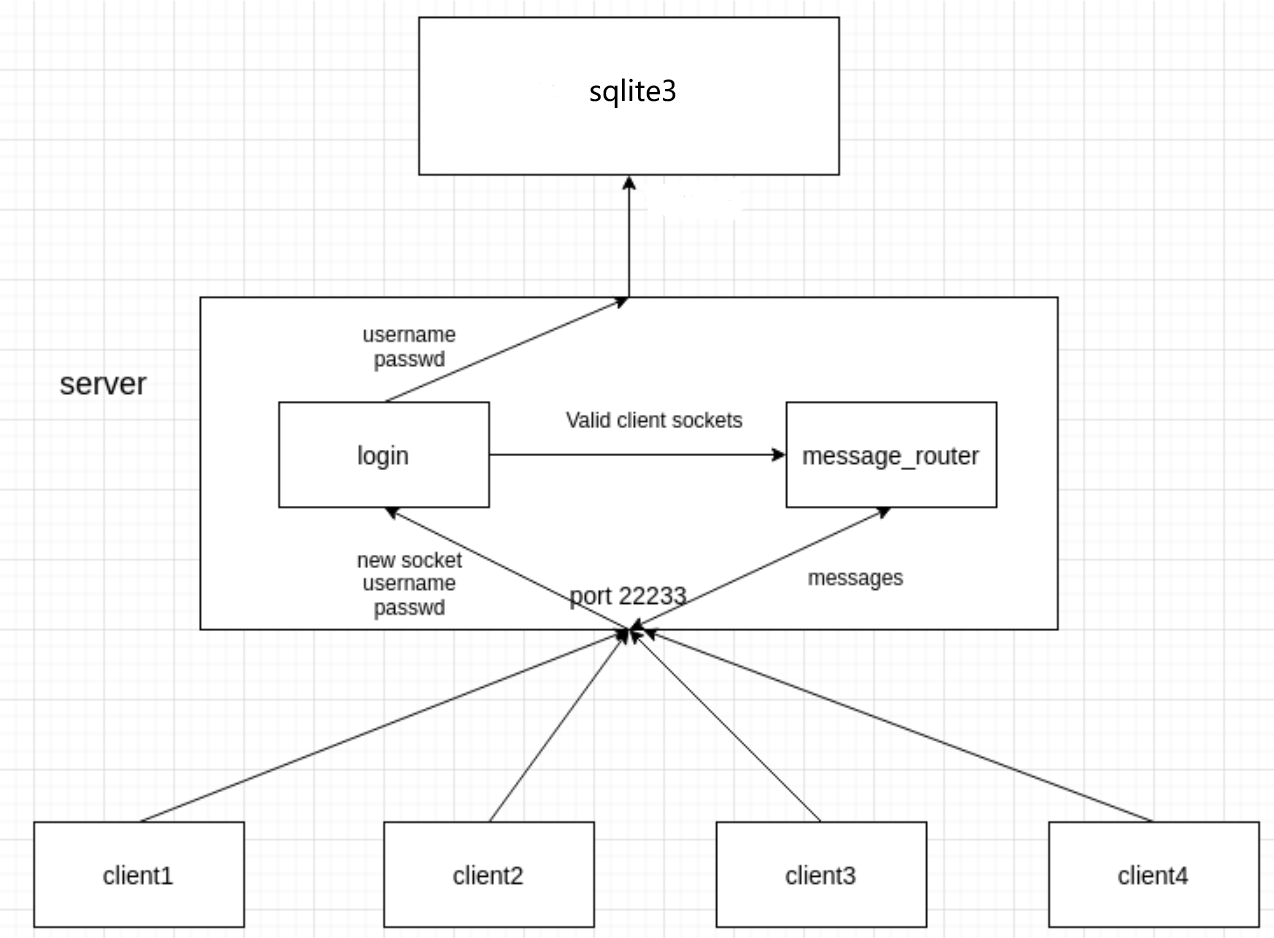 sqlite3
username
passwd
server
Valid client sockets
login
message_router
new socket
username
passwd
port 22233
messages
client1
client2
client3
client4